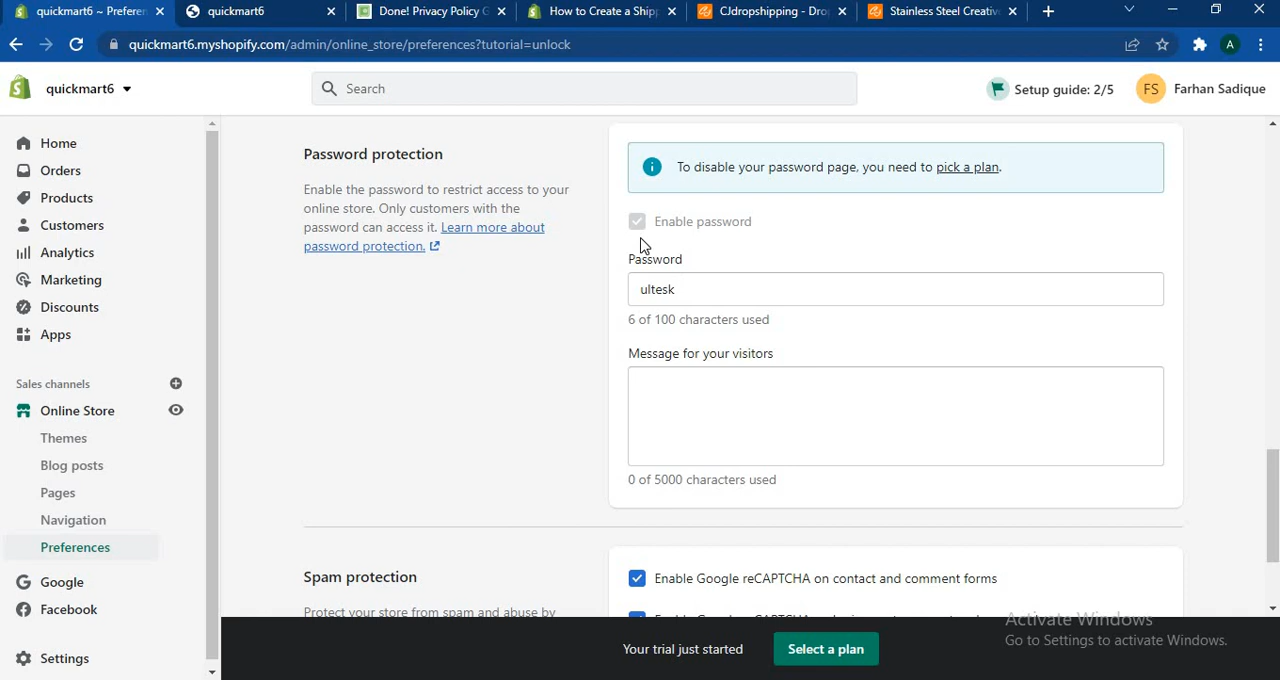 quickmart6 ~ Preferen
quickmart6
Done! Privacy Policy G
How to Create a Ship
CJdropshipping - Dro
Stainless Steel Creativ
quickmart6.myshopify.com/admin/online_store/preferences?tutorial=unlock
A
quickmart6
Search
Setup guide: 2/5
FS
Farhan Sadique
Home
Orders
Products
Customers
Analytics
Marketing
Discounts
Apps
Sales channels
Online Store
Themes
Blog posts
Pages
Navigation
Preferences
Google
Facebook
Settings
Password protection
Enable the password to restrict access to your
online store. Only customers with the
password can access it. Learn more about
password protection.
To disable your password page, you need to pick a plan.
Enable password
Password
ultesk
6 of 100 characters used
Message for your visitors
0 of 5000 characters used
Spam protection
Protect your store from spam and abuse by
Enable Google reCAPTCHA on contact and comment forms
Your trial just started
Select a plan
Activate Windows
Go to Settings to activate Windows.